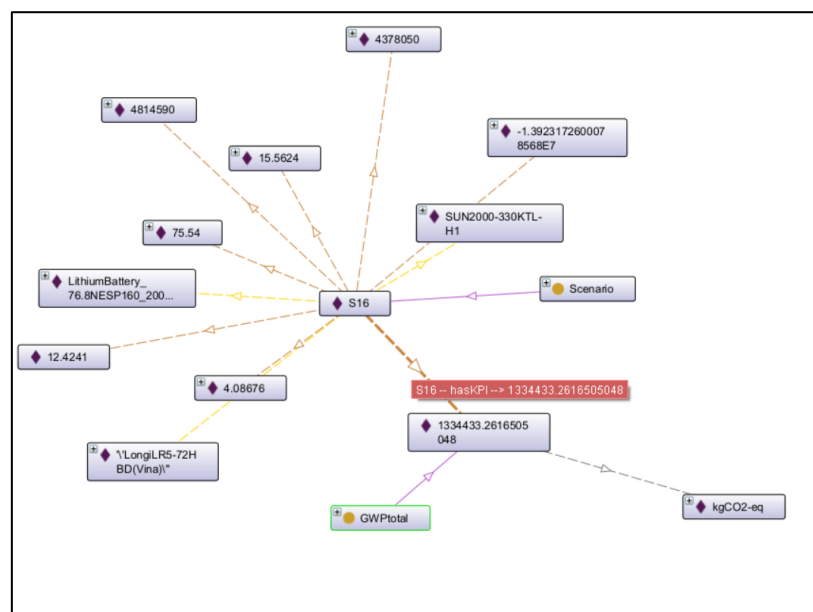 4378050
4814590
-1.392317260007
8568E7
15.5624
SUN2000-330KTL-
H1
75.54
LithiumBattery_
76.8NESP160_200...
Scenario
S16
12.4241
4.08676
S16 -- hasKPI --> 1334433.2616505048
1334433.2616505
048
"\'LongiLR5-72H
BD(Vina)\"
GWPtotal
kgCO2-eq